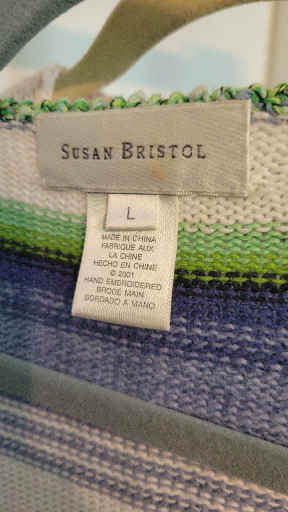 SUSAN BRISTOL
L
MADE IN CHINA
FABRIQUE AUX
LA CHINE
HECHO EN CHINE
© 2001
HAND EMBROIDERED
BRODE MAIN
BORDADO A MANO